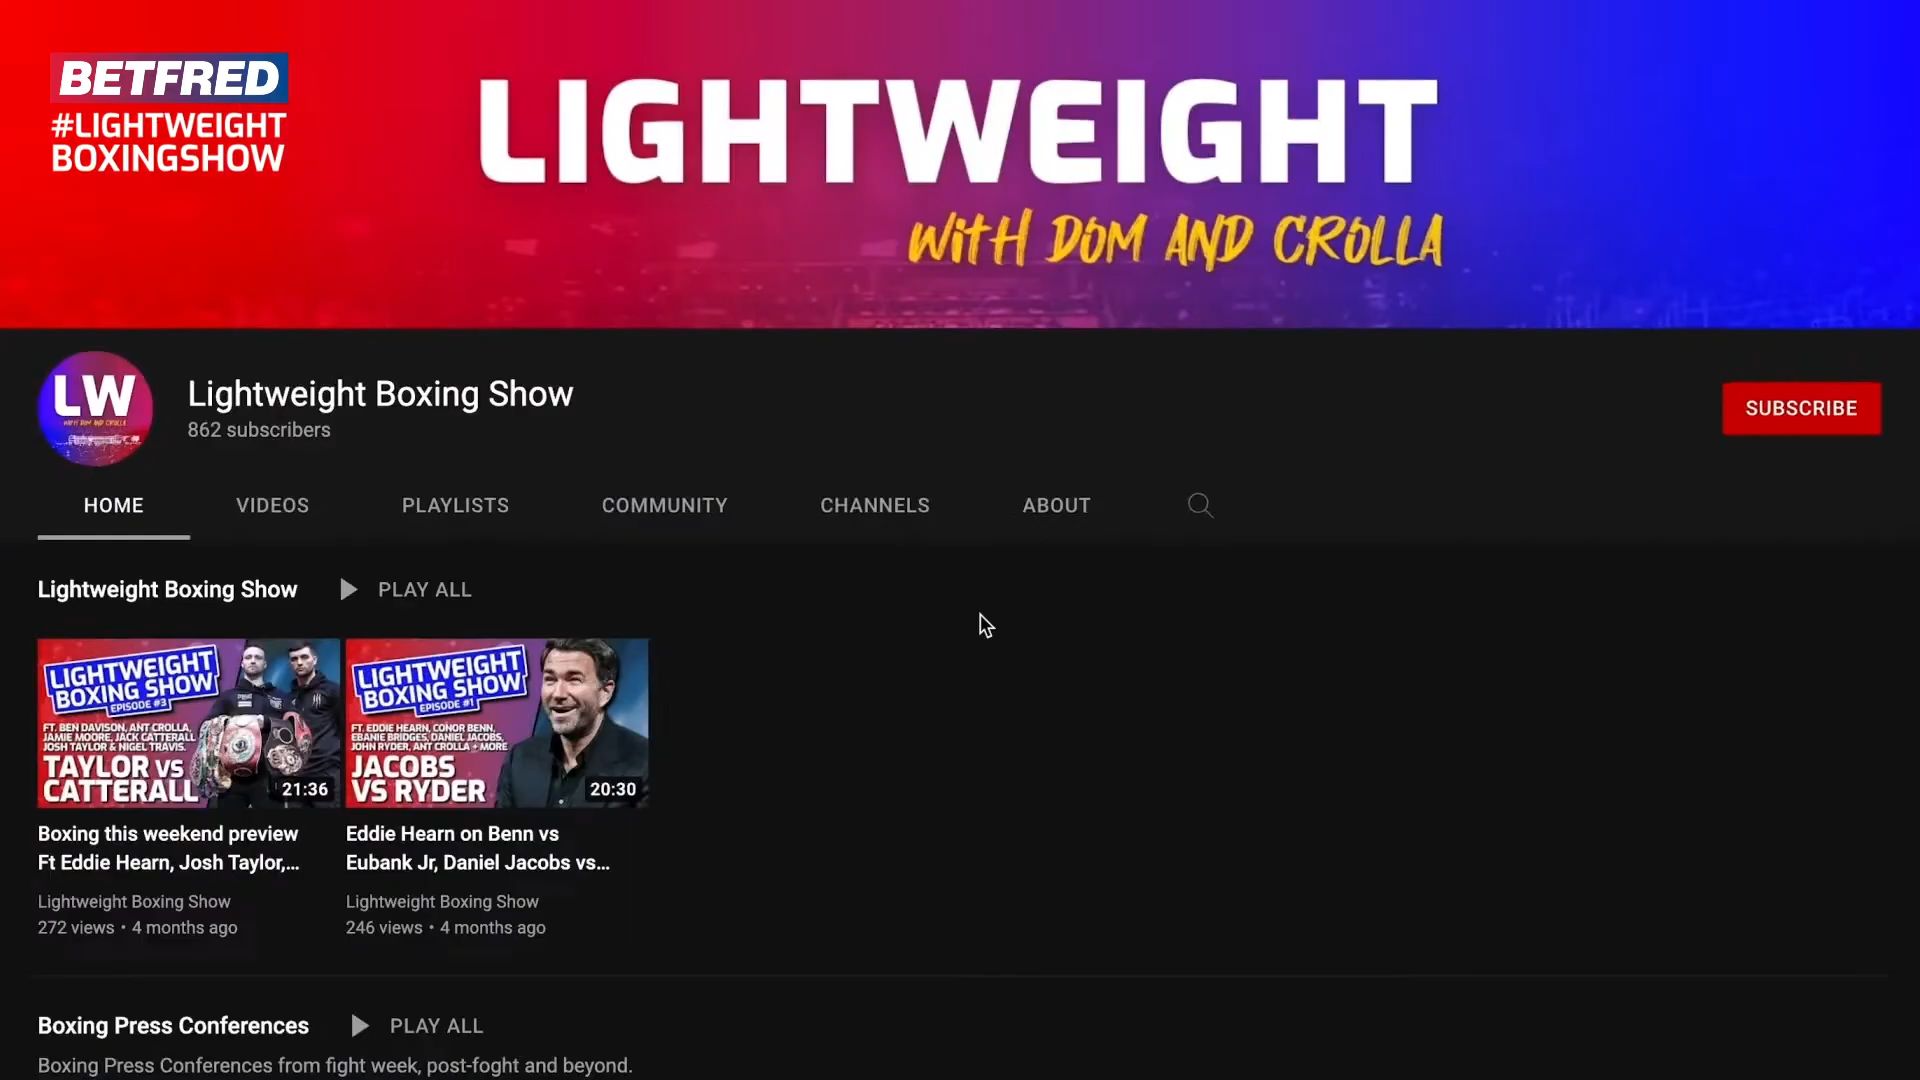 BETFRED
#LIGHTWEIGHT
BOXINGSHOW
LIGHTWEIGHT
WITH DOM AND CROLLA
LW
WITH DOM AND CROLLA
Lightweight Boxing Show
862 subscribers
SUBSCRIBE
HOME
VIDEOS
PLAYLISTS
COMMUNITY
CHANNELS
ABOUT
Lightweight Boxing Show
PLAY ALL
LIGHTWEIGHT
BOXING SHOW
EPISODE #3
FT. BEN DAVISON, ANT CROLLA,
JAMIE MOORE, JACK CATTERALL
JOSH TAYLOR & NIGEL TRAVIS.
TAYLOR VS
CATTERALL
21:36
LIGHTWEIGHT
BOXING SHOW
EPISODE #1
FT. EDDIE HEARN, CONOR BENN,
EBANIE BRIDGES, DANIEL JACOBS,
JOHN RYDER, ANT CROLLA + MORE
JACOBS
VS RYDER
20:30
Boxing this weekend preview
Ft Eddie Hearn, Josh Taylor,...
Lightweight Boxing Show
272 views • 4 months ago
Eddie Hearn on Benn vs
Eubank Jr, Daniel Jacobs vs...
Lightweight Boxing Show
246 views • 4 months ago
Boxing Press Conferences
PLAY ALL
Boxing Press Conferences from fight week, post-foght and beyond.